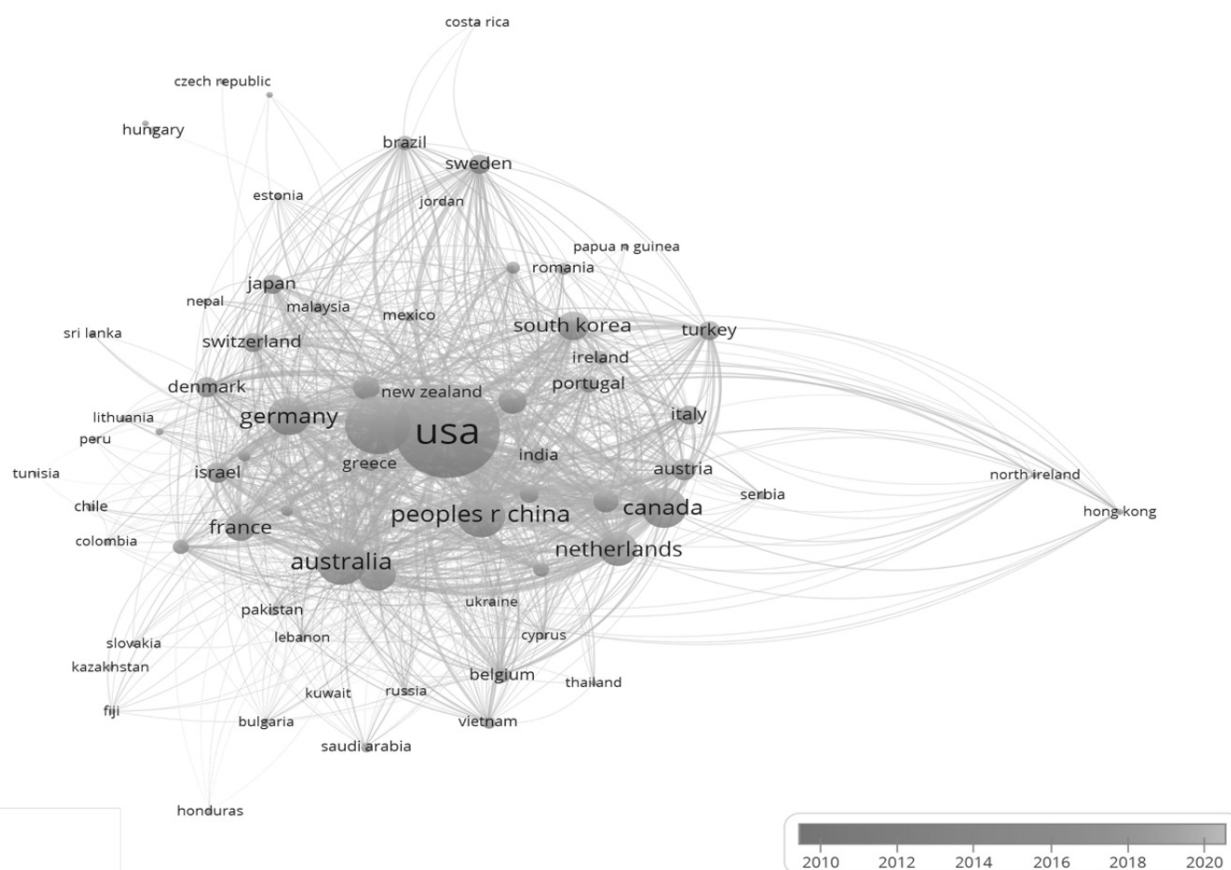 costa rica
czech republic
hungary
brazil
sweden
estonia
jordan
papua n guinea
romania
japan
nepal
malaysia
mexico
south korea
turkey
sri lanka
switzerland
ireland
denmark
new zealand
portugal
lithuania
germany
usa
italy
peru
greece
india
tunisia
israel
austria
north ireland
serbia
chile
france
peoples r china
canada
hong kong
colombia
australia
netherlands
pakistan
ukraine
slovakia
lebanon
cyprus
kazakhstan
belgium
thailand
kuwait
russia
fiji
bulgaria
vietnam
saudi arabia
honduras
2010 2012 2014 2016 2018 2020